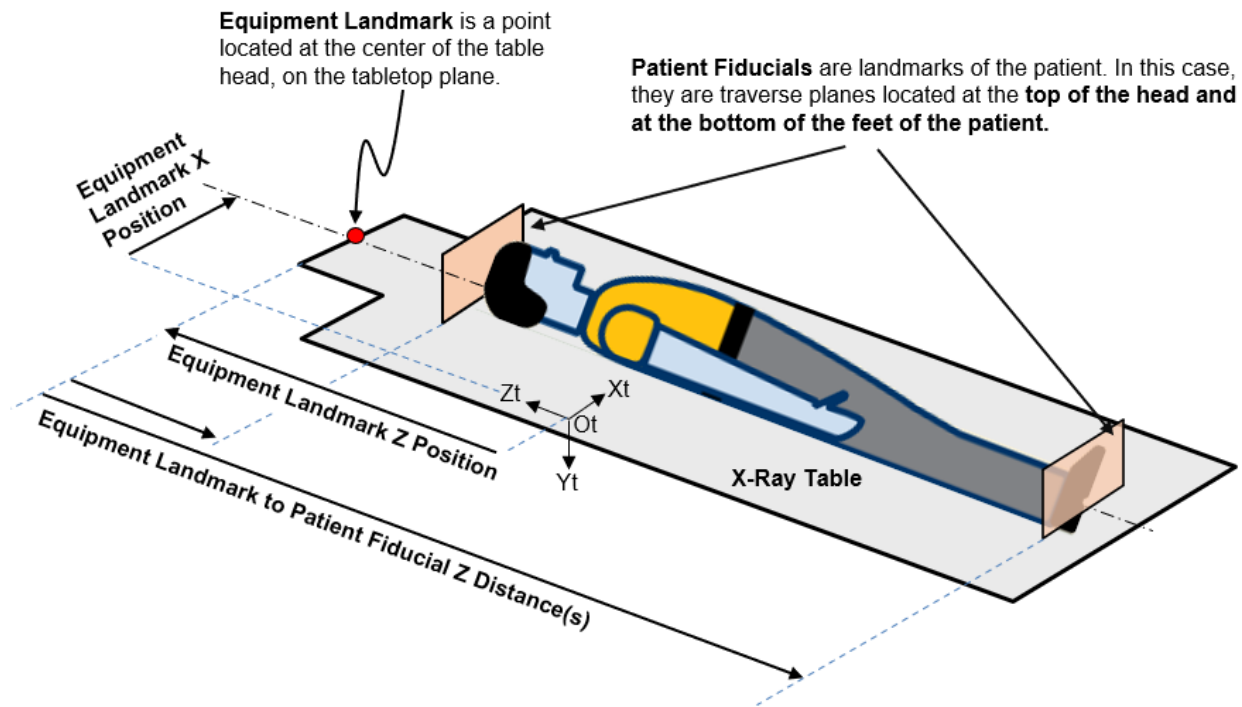 Equipment Landmark is a point
located at the center of the table
head, on the tabletop plane.
Patient Fiducials are landmarks of the patient. In this case,
they are traverse planes located at the top of the head and
at the bottom of the feet of the patient.
Equipment
Landmark X
Position
Equipment Landmark Z Position
Equipment Landmark to Patient Fiducial Z Distance(s)
Zt
Xt
Ot
Yt
X-Ray Table